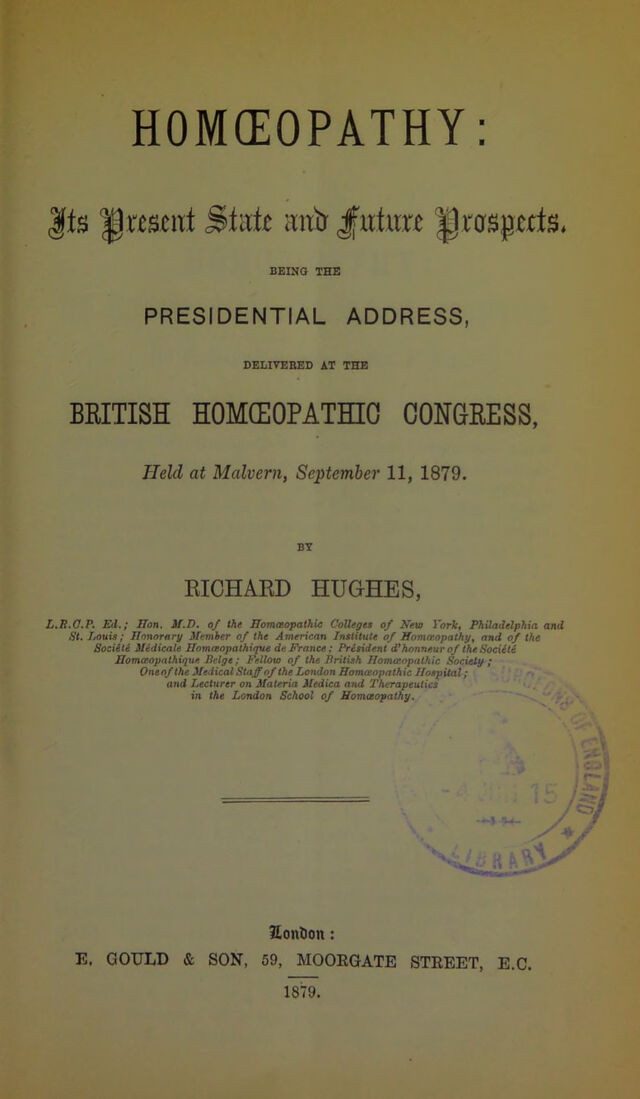 HOMŒOPATHY:
Its Present State and Future Prospects.
BEING THE
PRESIDENTIAL ADDRESS,
DELIVERED AT THE
BRITISH HOMŒOPATHIC CONGRESS,
Held at Malvern, September 11, 1879.
BY
RICHARD HUGHES,
L.R.C.P. Ed.; Hon. M.D. of the Homœopathic Colleges of New York, Philadelphia and
St. Louis; Honorary Member of the American Institute of Homœopathy, and of the
Société Médicale Homœopathique de France; Président d'honneur of the Société
Homœopathique Belge; Fellow of the British Homœopathic Society;
One of the Medical Staff of the London Homœopathic Hospital;
and Lecturer on Materia Medica and Therapeutics
in the London School of Homœopathy.
OF ENGLAND
15
LIBRARY
London:
E. GOULD & SON, 59, MOORGATE STREET, E.C.
1879.